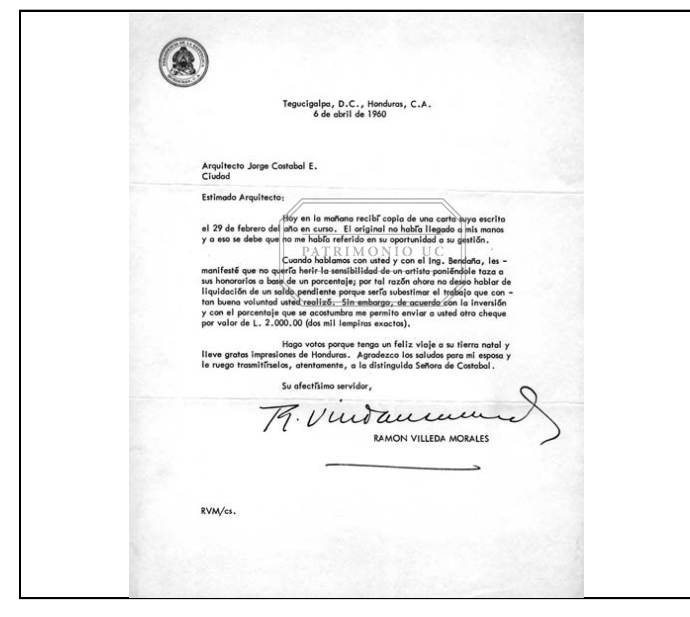 Tegucigalpa, D.C., Honduras, C.A.
6 de abril de 1960
Arquitecto Jorge Costabal E.
Ciudad
Estimado Arquitecto:
Hoy en la mañana recibí copia de una carta suya escrita
el 29 de febrero del año en curso. El original no había llegado a mis manos
y a eso se debe que no me había referido en su oportunidad a su gestión.
PATRIMONIO UC
Cuando hablamos con usted y con el Ing. Bendaña, les -
manifesté que no quería herir la sensibilidad de un artista poniéndole taza a
sus honorarios a base de un porcentaje; por tal razón ahora no deseo hablar de
liquidación de un saldo pendiente porque sería subestimar el trabajo que con -
tan buena voluntad usted realizó. Sin embargo, de acuerdo con la inversión
y con el porcentaje que se acostumbra me permito enviar a usted otro cheque
por valor de L. 2.000.00 (dos mil lempiras exactos).
Hago votos porque tenga un feliz viaje a su tierra natal y
lleve gratas impresiones de Honduras. Agradezco los saludos para mi esposa y
le ruego trasmitírselos, atentamente, a la distinguida Señora de Costabal.
Su afectísimo servidor,
RAMON VILLEDA MORALES
RVM/cs.